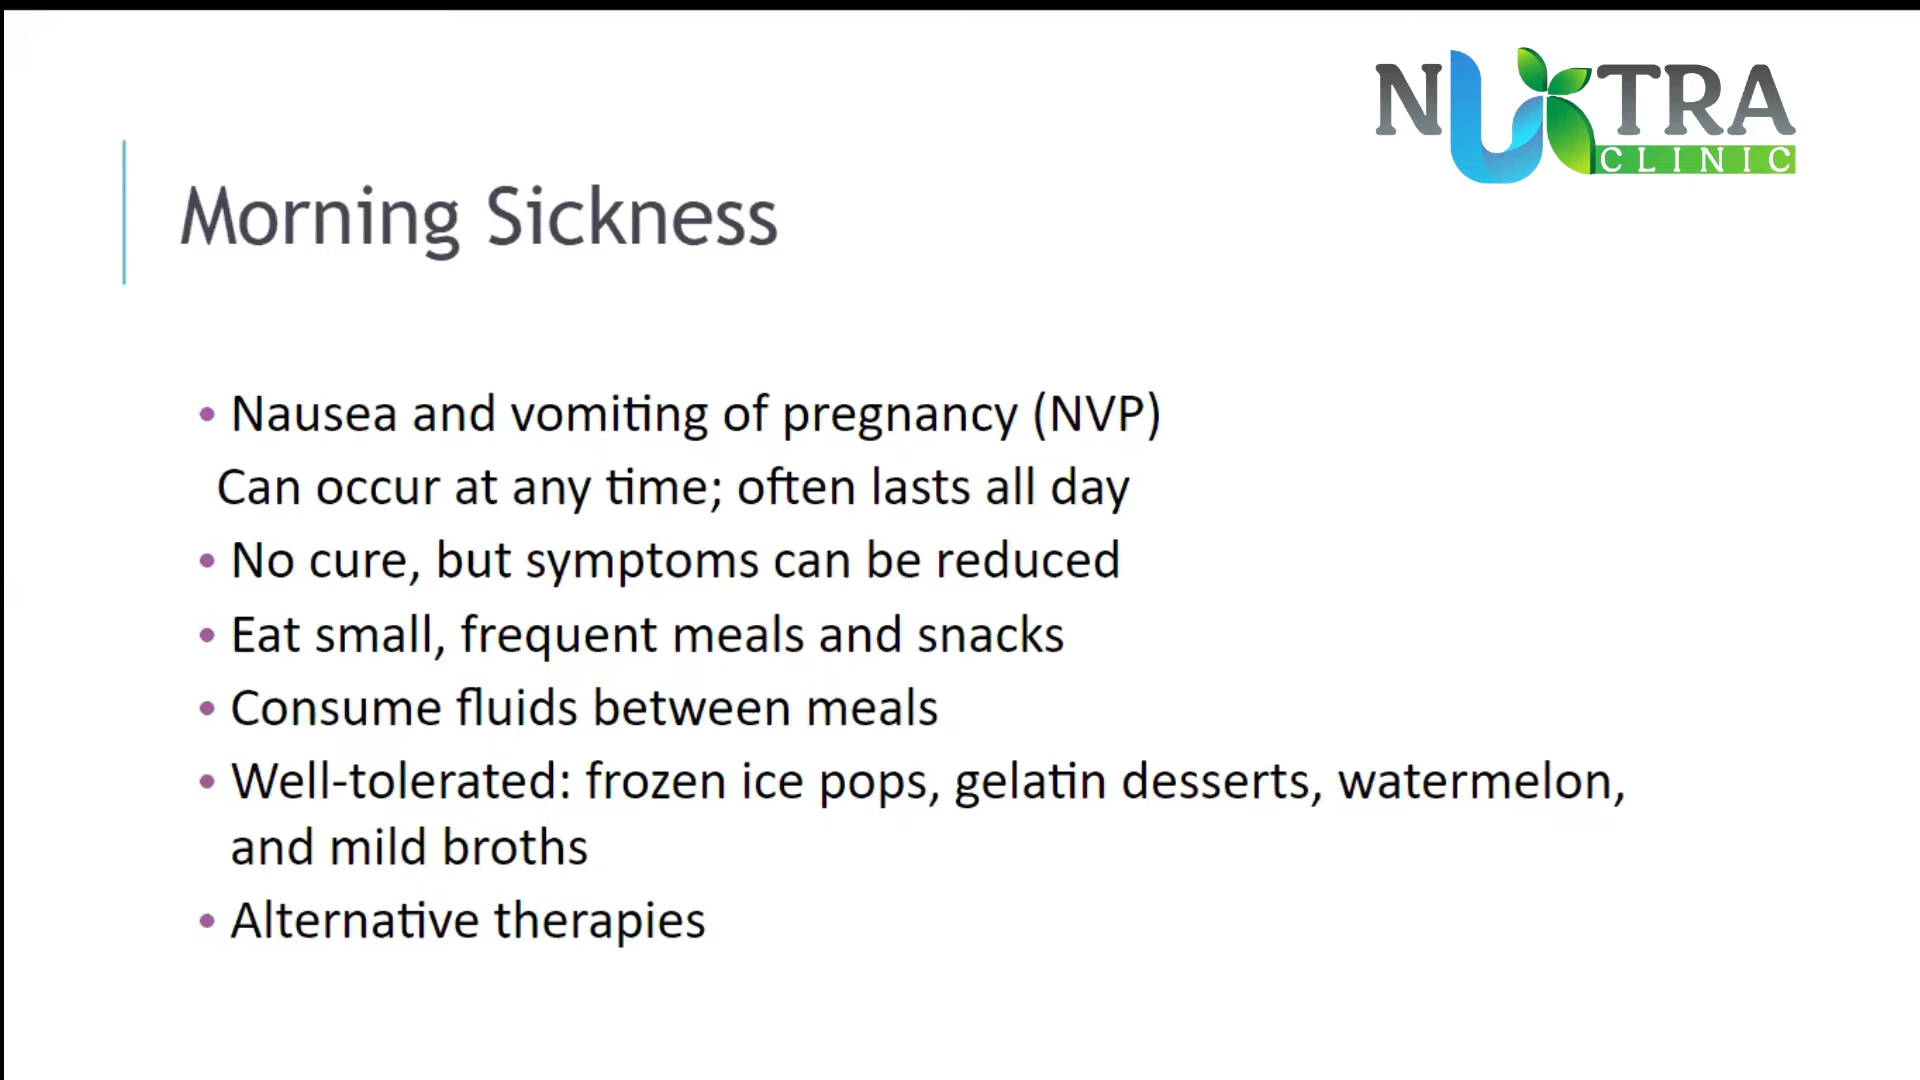 NUTRA
CLINIC
Morning Sickness
• Nausea and vomiting of pregnancy (NVP)
Can occur at any time; often lasts all day
• No cure, but symptoms can be reduced
• Eat small, frequent meals and snacks
• Consume fluids between meals
• Well-tolerated: frozen ice pops, gelatin desserts, watermelon,
and mild broths
• Alternative therapies